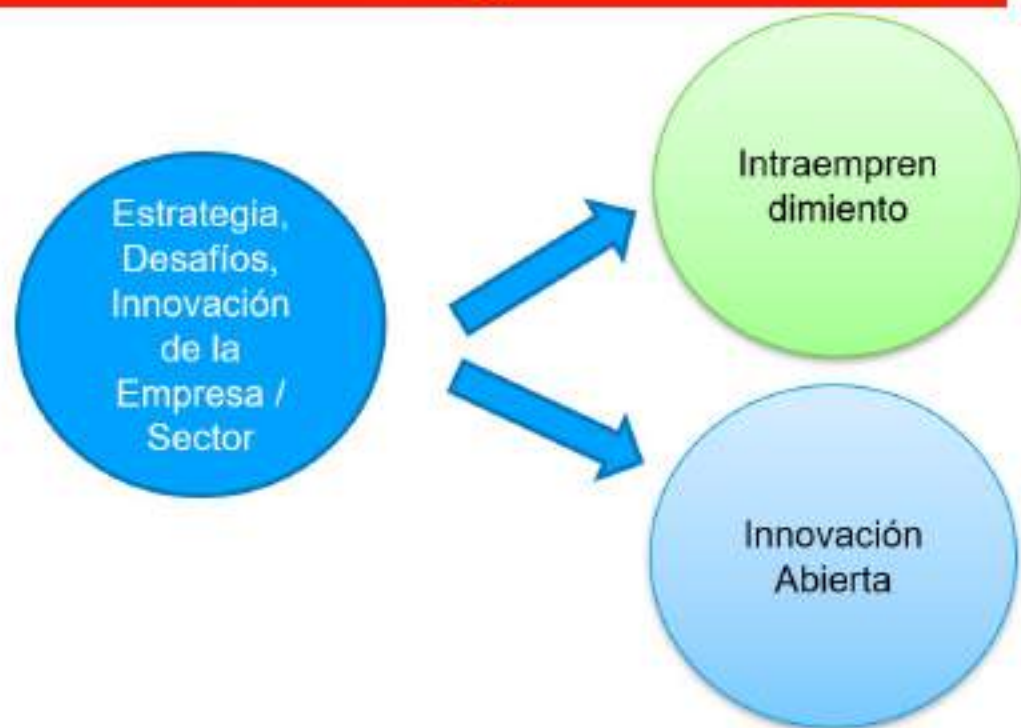 Estrategia,
Desafíos,
Innovación
de la
Empresa /
Sector
Intraempren
dimiento
Innovación
Abierta